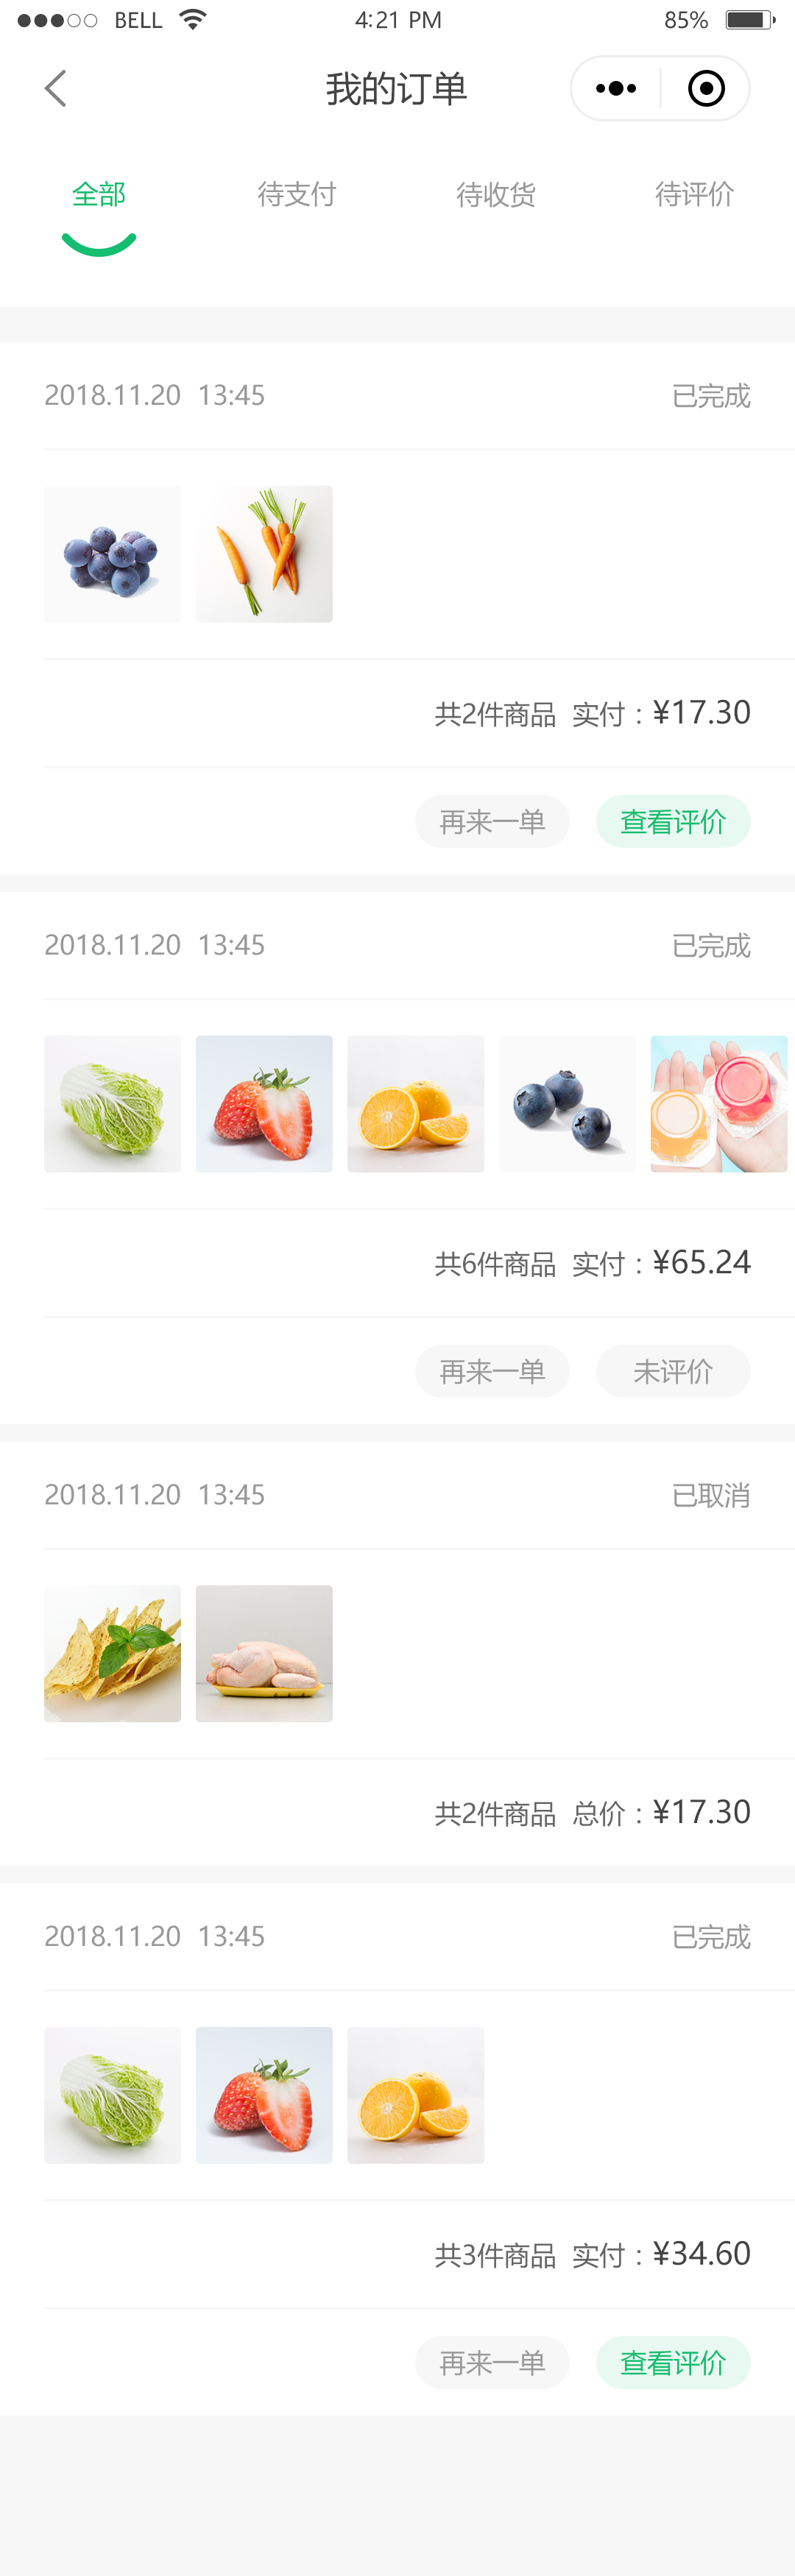 BELL 4:21 PM 85%
我的订单
全部 待支付 待收货 待评价
2018.11.20 13:45 已完成
共2件商品 实付：¥17.30
再来一单 查看评价
2018.11.20 13:45 已完成
共6件商品 实付：¥65.24
再来一单 未评价
2018.11.20 13:45 已取消
共2件商品 总价：¥17.30
2018.11.20 13:45 已完成
共3件商品 实付：¥34.60
再来一单 查看评价